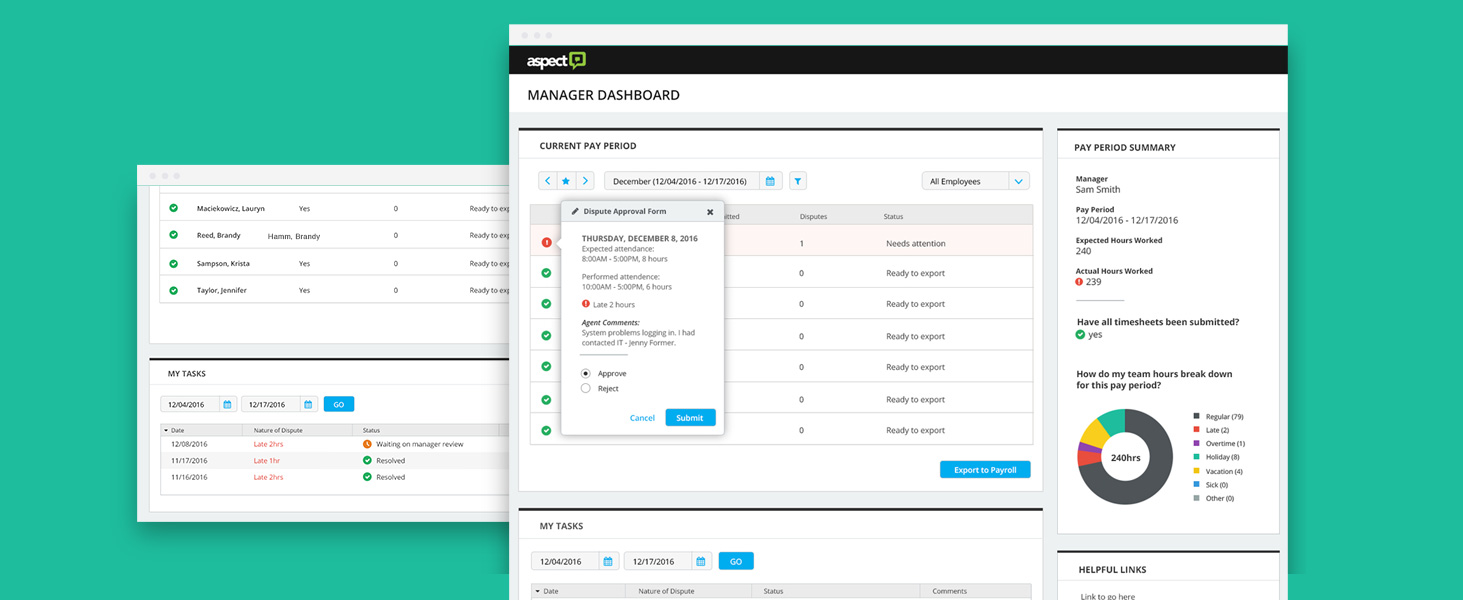 Maciekowicz, Lauryn Yes 0 Ready to exp
Reed, Brandy Hamm, Brandy 0 Ready to exp
Sampson, Krista Yes 0 Ready to exp
Taylor, Jennifer Yes 0 Ready to exp
MY TASKS
12/04/2016 12/17/2016 GO
Date Nature of Dispute Status
12/08/2016 Late 2hrs Waiting on manager review
11/17/2016 Late 1hr Resolved
11/16/2016 Late 2hrs Resolved
aspect
MANAGER DASHBOARD
CURRENT PAY PERIOD
December (12/04/2016 - 12/17/2016) All Employees
itted Disputes Status
1 Needs attention
0 Ready to export
0 Ready to export
0 Ready to export
0 Ready to export
0 Ready to export
0 Ready to export
Dispute Approval Form
THURSDAY, DECEMBER 8, 2016
Expected attendance:
8:00AM - 5:00PM, 8 hours
Performed attendence:
10:00AM - 5:00PM, 6 hours
Late 2 hours
Agent Comments:
System problems logging in. I had
contacted IT - Jenny Former.
Approve
Reject
Cancel Submit
Export to Payroll
MY TASKS
12/04/2016 12/17/2016 GO
Date Nature of Dispute Status Comments
PAY PERIOD SUMMARY
Manager
Sam Smith
Pay Period
12/04/2016 - 12/17/2016
Expected Hours Worked
240
Actual Hours Worked
239
Have all timesheets been submitted?
yes
How do my team hours break down
for this pay period?
240hrs
Regular (79)
Late (2)
Overtime (1)
Holiday (8)
Vacation (4)
Sick (0)
Other (0)
HELPFUL LINKS
Link to go here